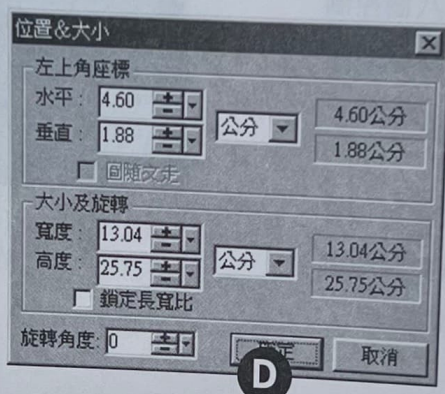 位置&大小
左上角座標
水平： 4.60 公分 4.60公分
垂直： 1.88 1.88公分
圖隨文走
大小及旋轉
寬度： 13.04 公分 13.04公分
高度： 25.75 25.75公分
鎖定長寬比
旋轉角度: 0 定 取消
D